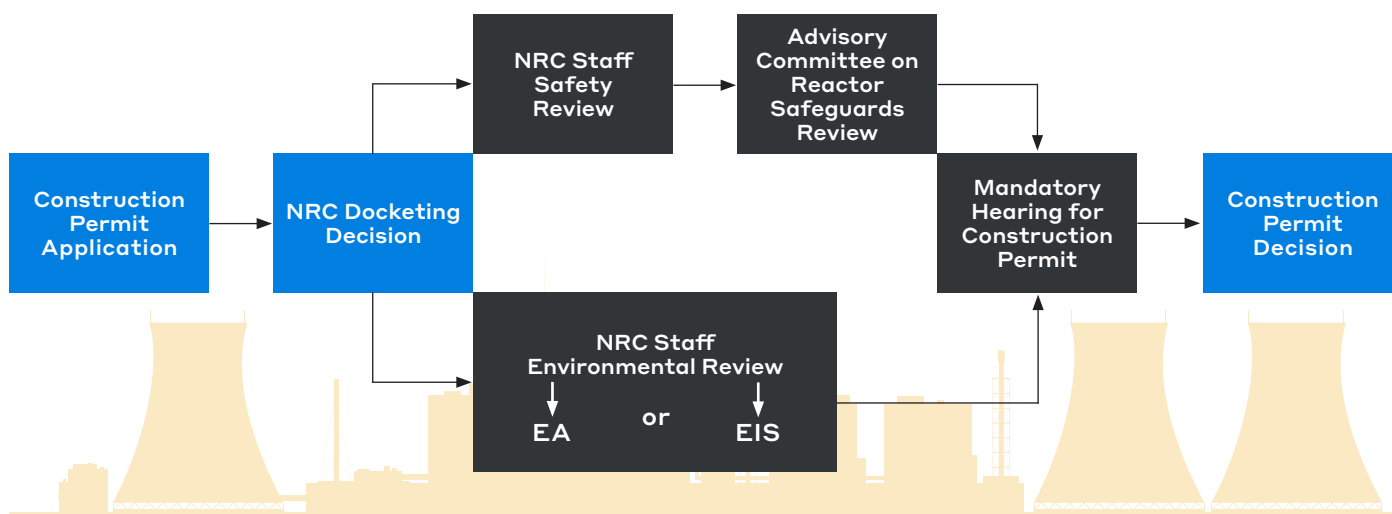 Construction
Permit
Application
NRC Docketing
Decision
NRC Staff
Safety
Review
Advisory
Committee on
Reactor
Safeguards
Review
NRC Staff
Environmental Review
EA
or
EIS
Mandatory
Hearing for
Construction
Permit
Construction
Permit
Decision